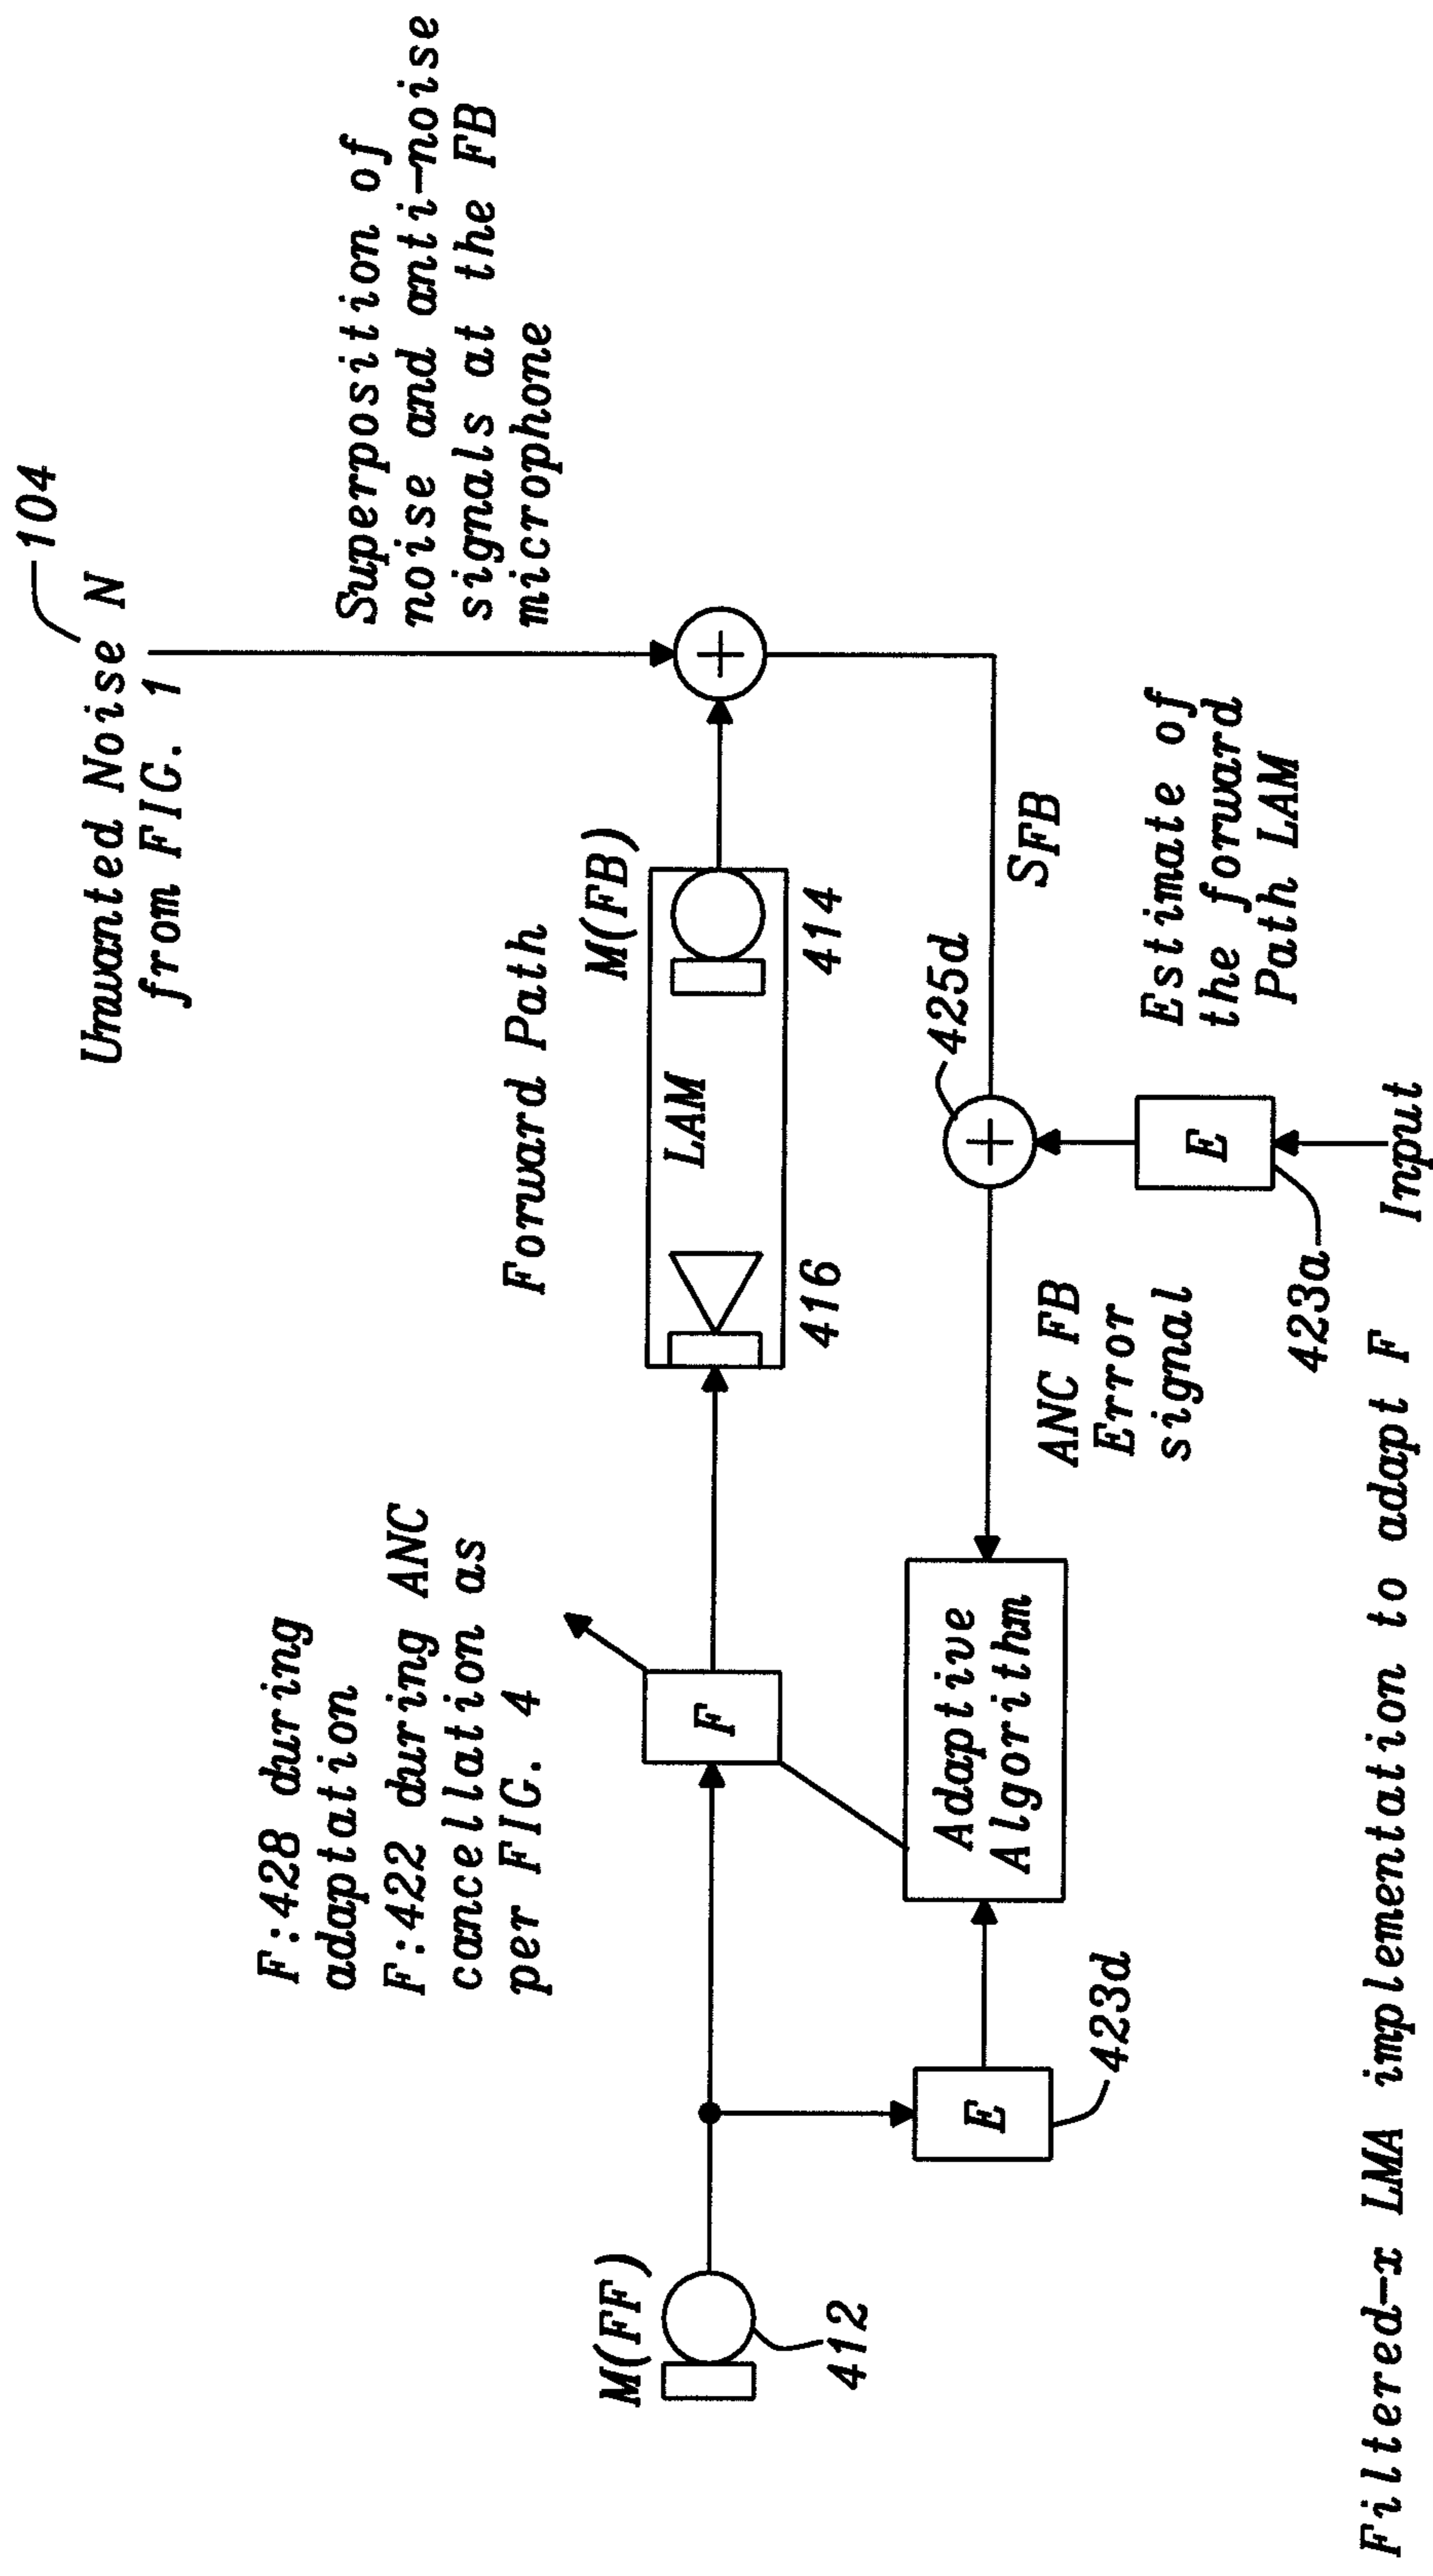 104
Unwanted Noise N
from FIG. 1
Superposition of
noise and anti-noise
signals at the FB
microphone
F:428 during
adaptation
F:422 during ANC
cancellation as
per FIG. 4
Forward Path
M(FF)
412
F
LAM
M(FB)
416
414
E
423d
Adaptive
Algorithm
ANC FB
Error
signal
425d
SFB
E
423a
Estimate of
the forward
Path LAM
Input
Filtered-x LMA implementation to adapt F